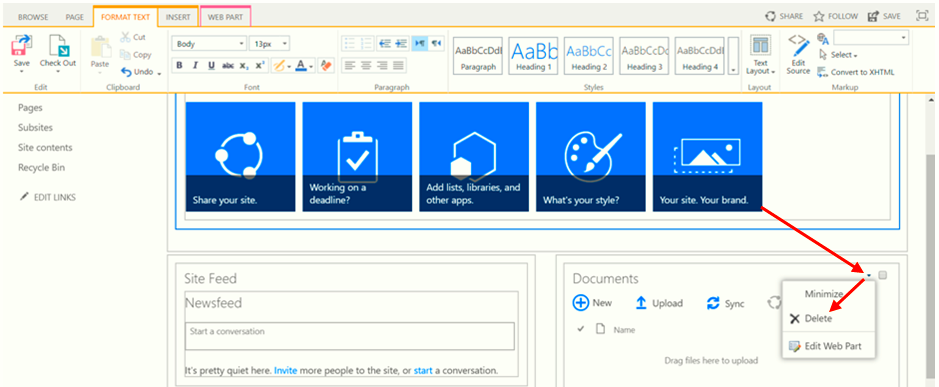 BROWSE PAGE FORMAT TEXT INSERT WEB PART
SHARE FOLLOW SAVE
Save Check Out Paste Cut
Copy
Undo
Body 13px
B I U abc x₂ x²
AaBbCcDdI AaBb AaBbCc AaBbCcDc AaBbCcDdI
Paragraph Heading 1 Heading 2 Heading 3 Heading 4
Text Layout
Edit Source
Select
Convert to XHTML
Edit Clipboard Font Paragraph Styles Layout Markup
Pages
Subsites
Site contents
Recycle Bin
EDIT LINKS
Share your site.
Working on a
deadline?
Add lists, libraries, and
other apps.
What's your style?
Your site. Your brand.
Site Feed
Newsfeed
Start a conversation
It's pretty quiet here. Invite more people to the site, or start a conversation.
Documents
New Upload Sync
Name
Drag files here to upload
Minimize
Delete
Edit Web Part